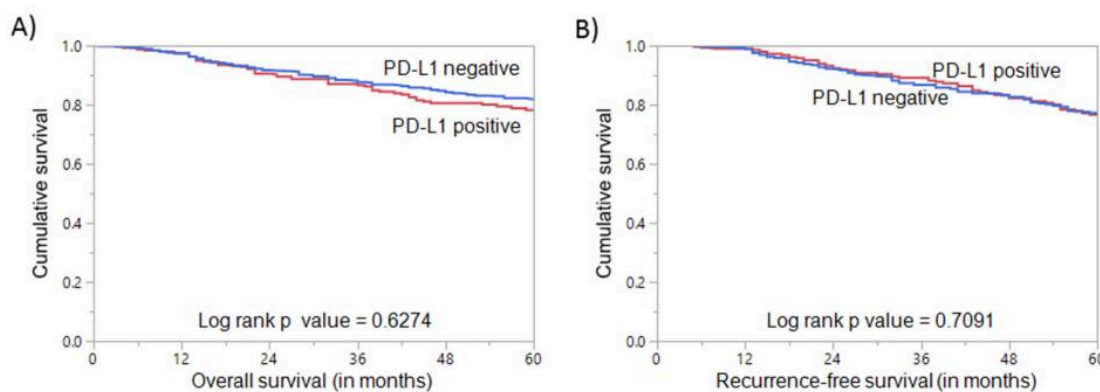 A)
Cumulative survival
1.0
0.8
0.6
0.4
0.2
0.0
PD-L1 negative
PD-L1 positive
Log rank p value = 0.6274
0 12 24 36 48 60
Overall survival (in months)
B)
Cumulative survival
1.0
0.8
0.6
0.4
0.2
0.0
PD-L1 positive
PD-L1 negative
Log rank p value = 0.7091
0 12 24 36 48 60
Recurrence-free survival (in months)